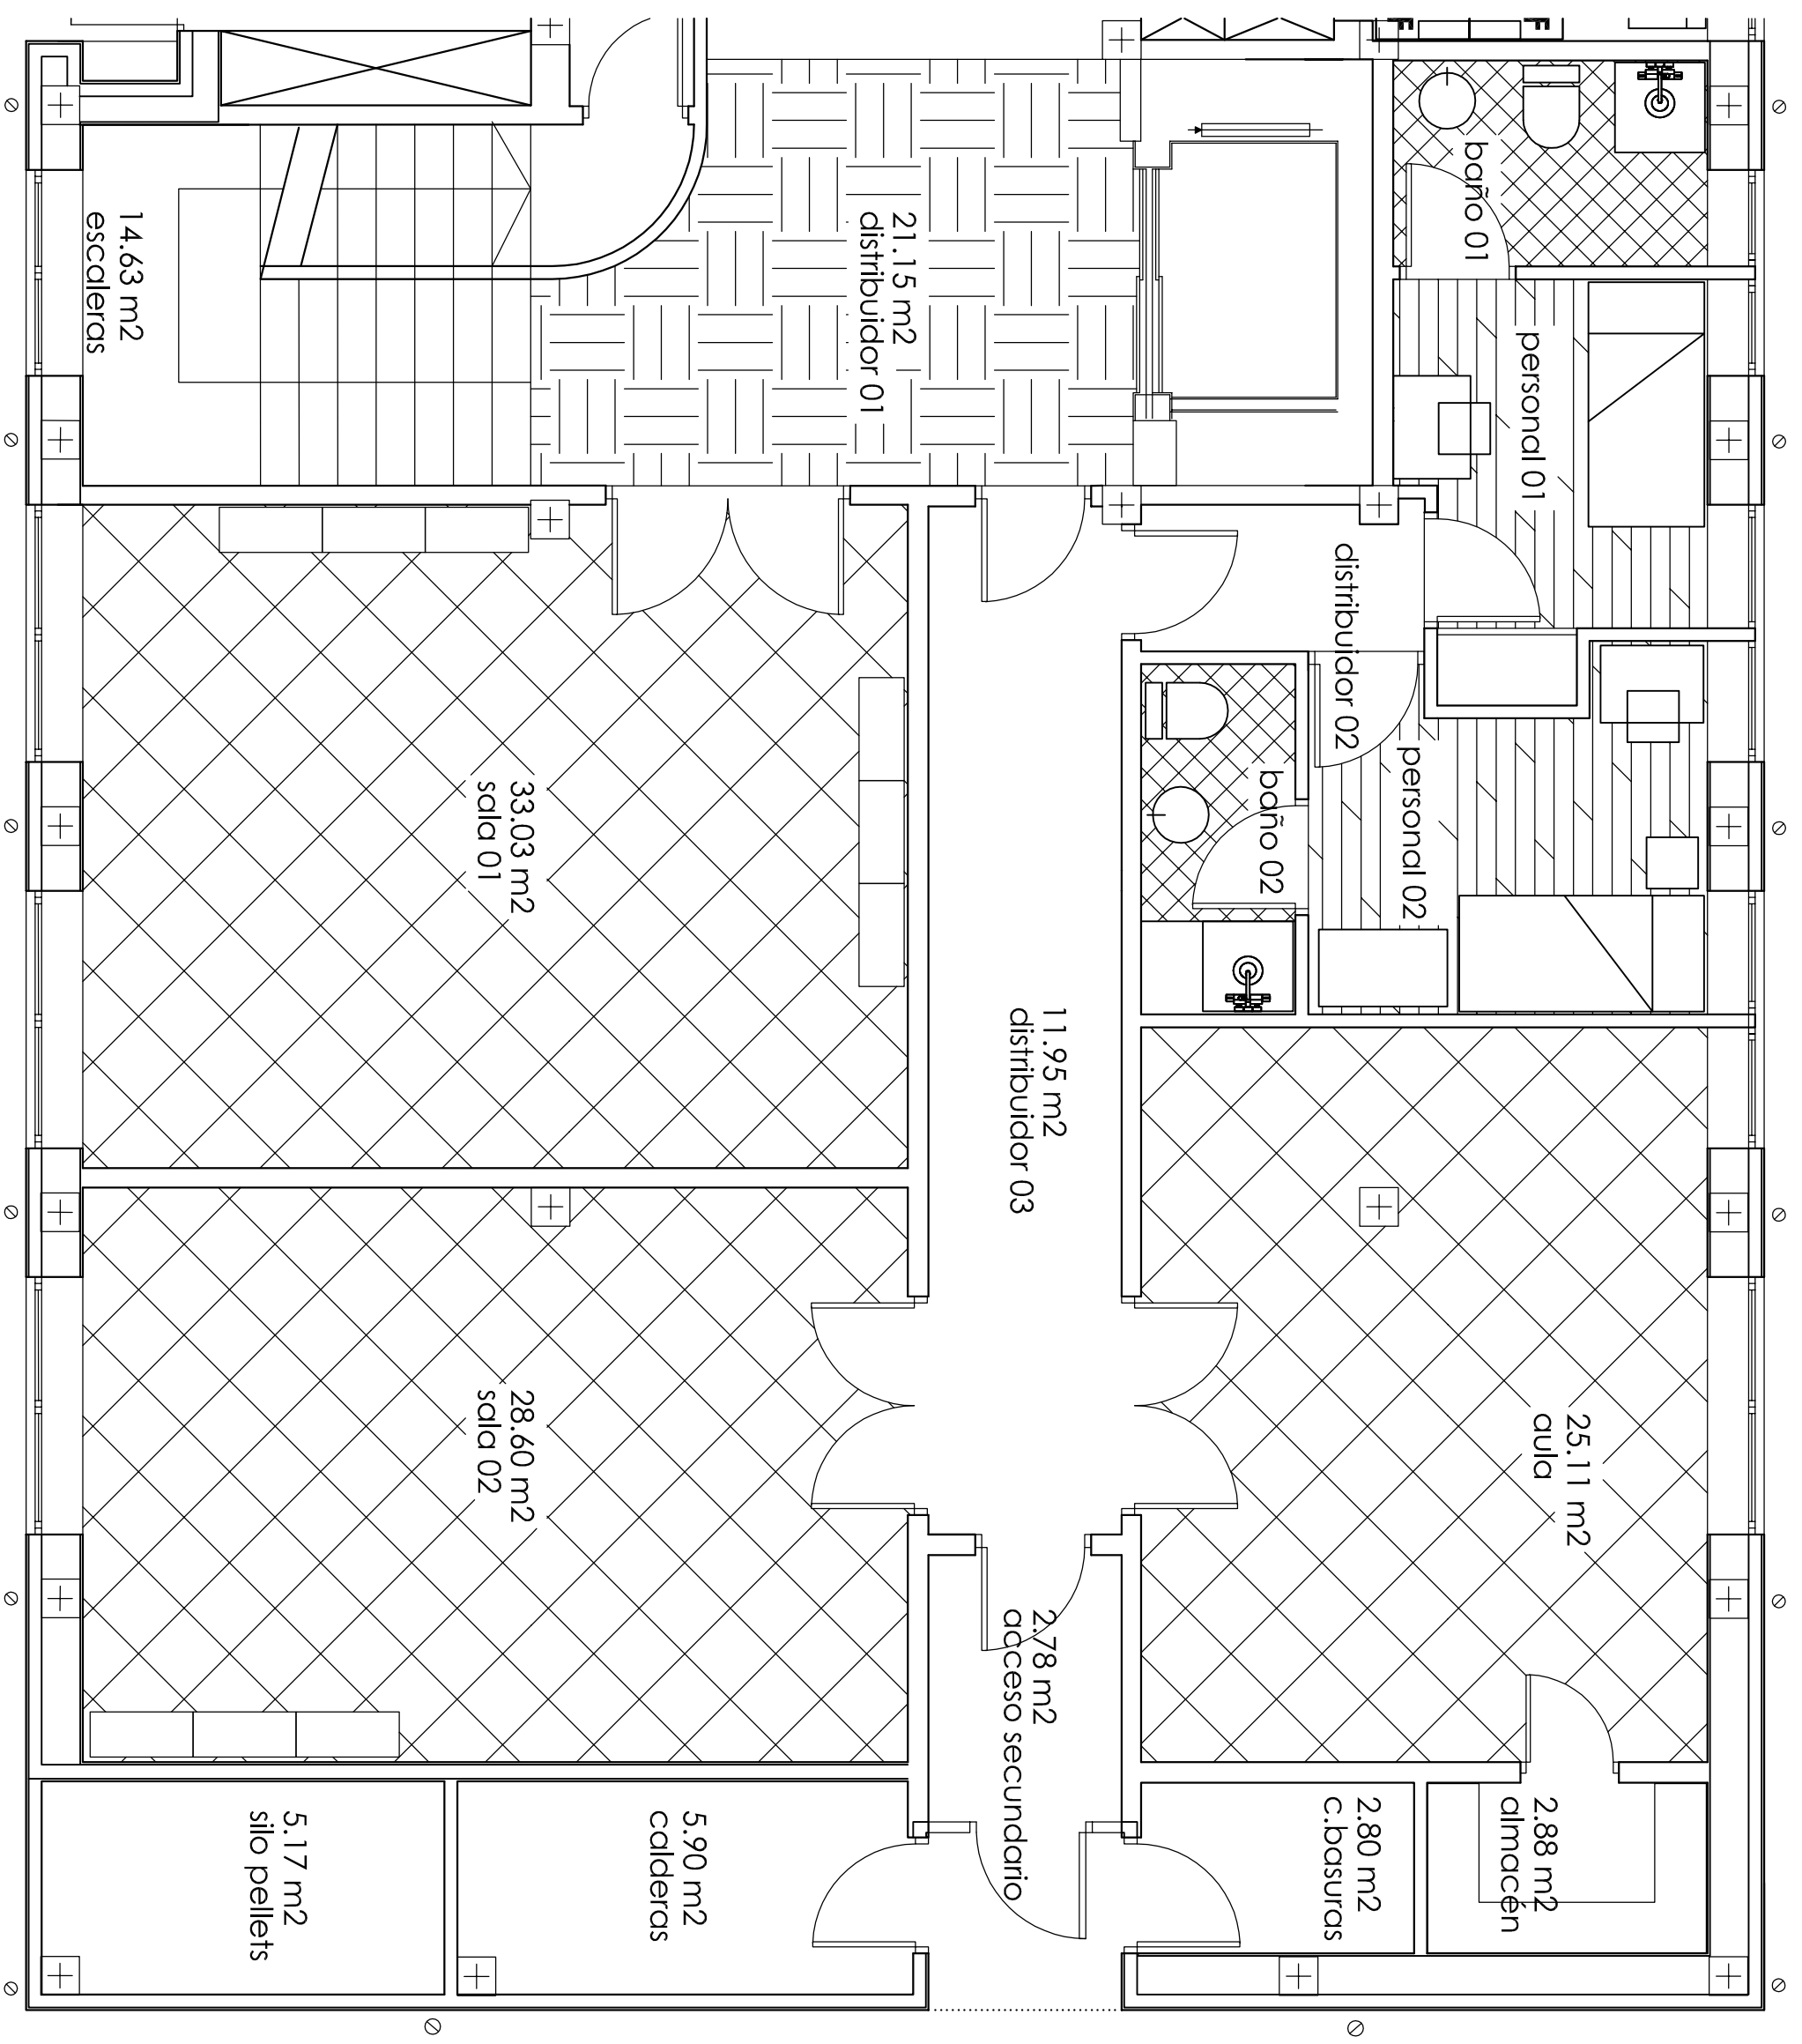 baño 01
14.63 m2
escaleras
21.15 m2
distribuidor 01
personal 01
distribuidor 02
personal 02
baño 02
33.03 m2
sala 01
11.95 m2
distribuidor 03
28.60 m2
sala 02
25.11 m2
aula
2.78 m2
acceso secundario
5.17 m2
silo pellets
5.90 m2
calderas
2.80 m2
c.basuras
2.88 m2
almacén